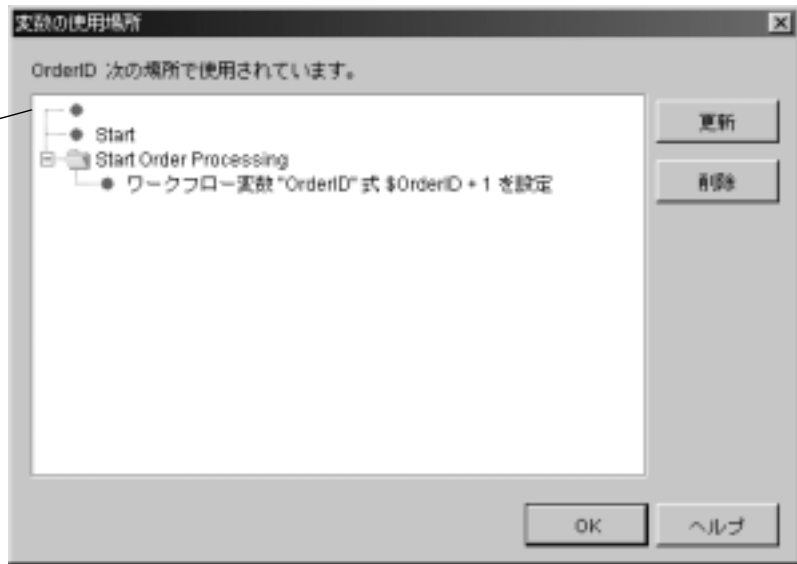 変数の使用場所
OrderID 次の場所で使用されています。
Start
Start Order Processing
ワークフロー変数 "OrderID" 式 $OrderID + 1 を設定
更新
削除
OK
ヘルプ